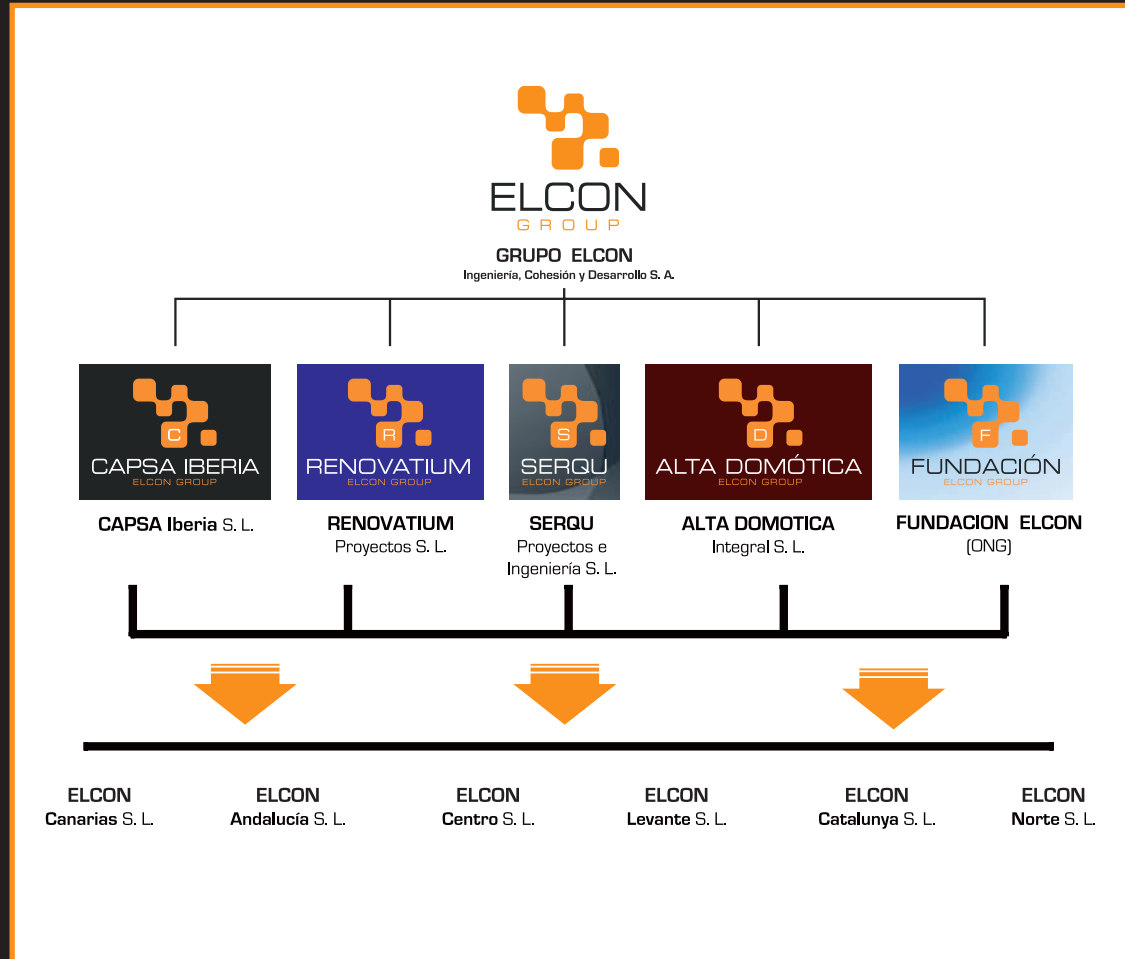 ELCON
GROUP
GRUPO ELCON
Ingeniería, Cohesión y Desarrollo S. A.
C
CAPSA IBERIA
ELCON GROUP
R
RENOVATIUM
ELCON GROUP
S
SERQU
ELCON GROUP
D
ALTA DOMÓTICA
ELCON GROUP
F
FUNDACIÓN
ELCON GROUP
CAPSA Iberia S. L.
RENOVATIUM
Proyectos S. L.
SERQU
Proyectos e
Ingeniería S. L.
ALTA DOMOTICA
Integral S. L.
FUNDACION ELCON
(ONG)
ELCON
Canarias S. L.
ELCON
Andalucía S. L.
ELCON
Centro S. L.
ELCON
Levante S. L.
ELCON
Catalunya S. L.
ELCON
Norte S. L.